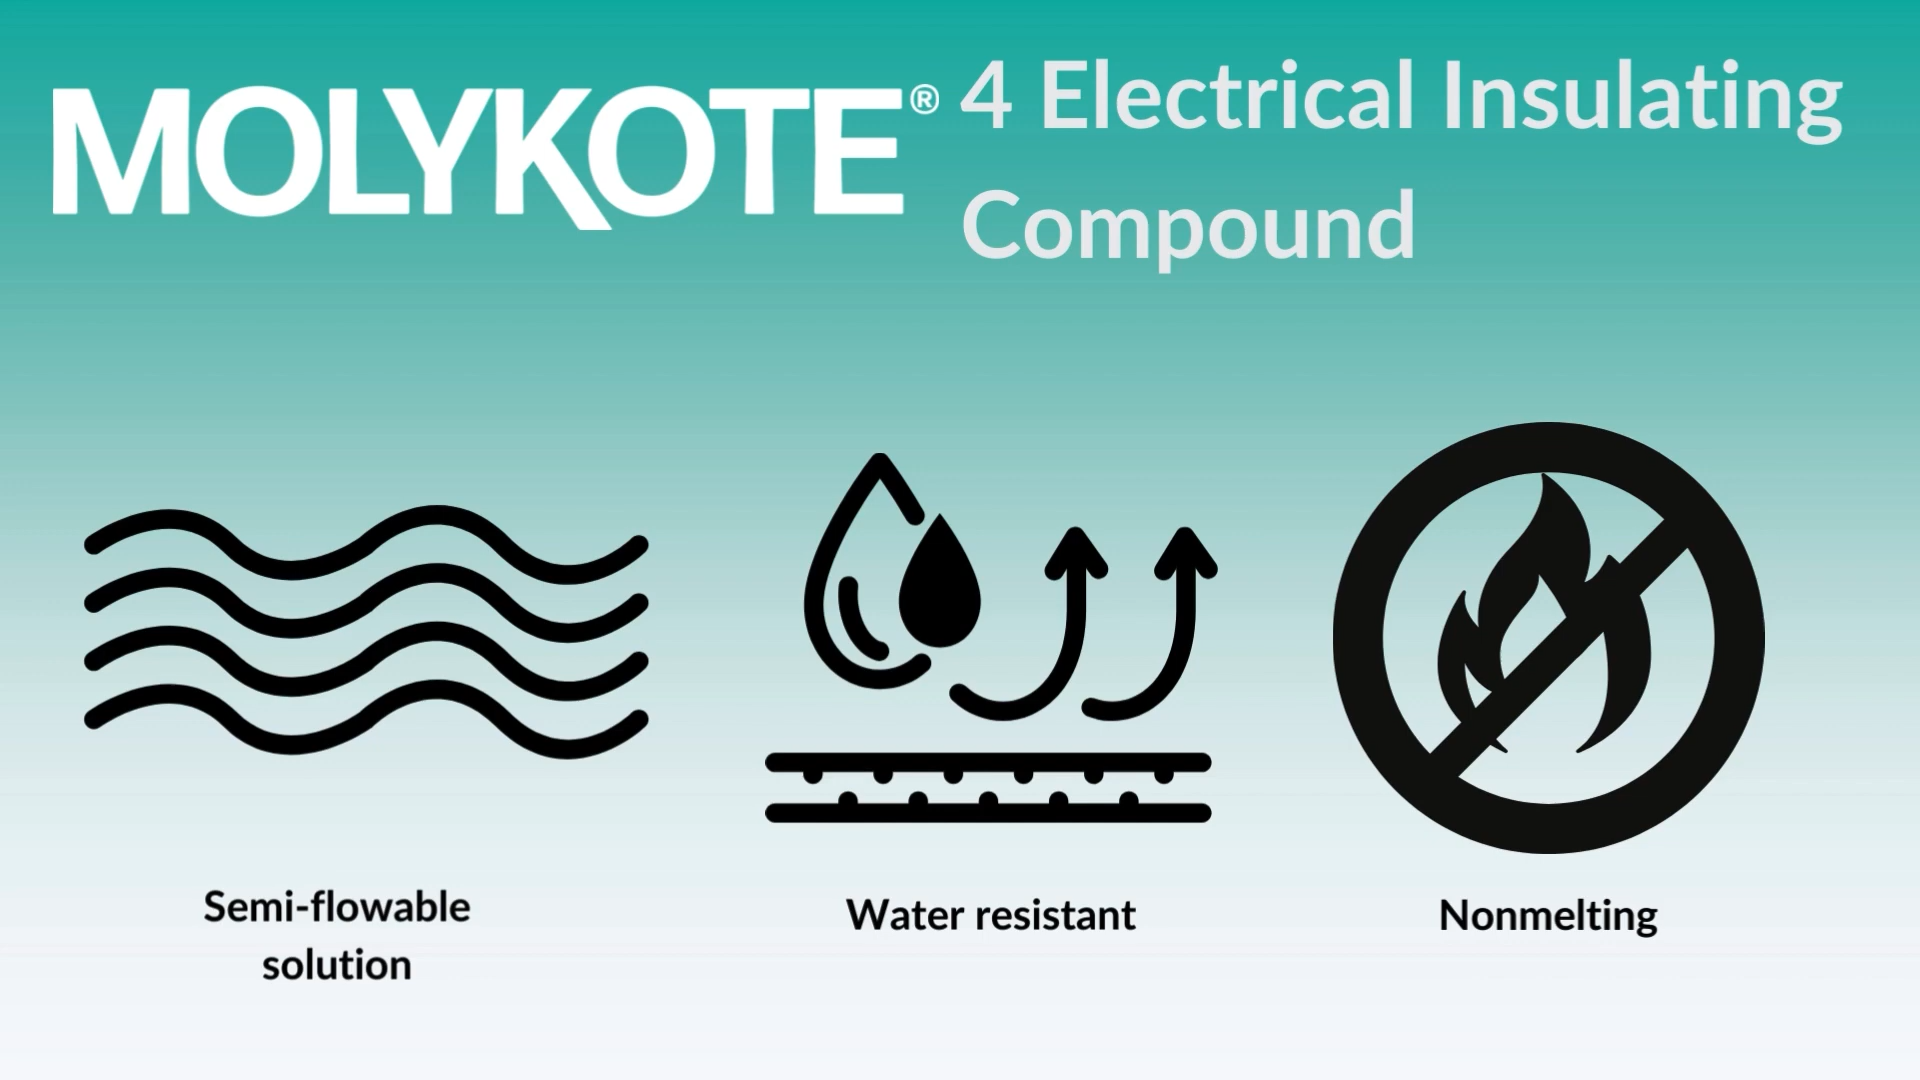 MOLYKOTE® 4 Electrical Insulating
Compound
Semi-flowable
solution
Water resistant
Nonmelting